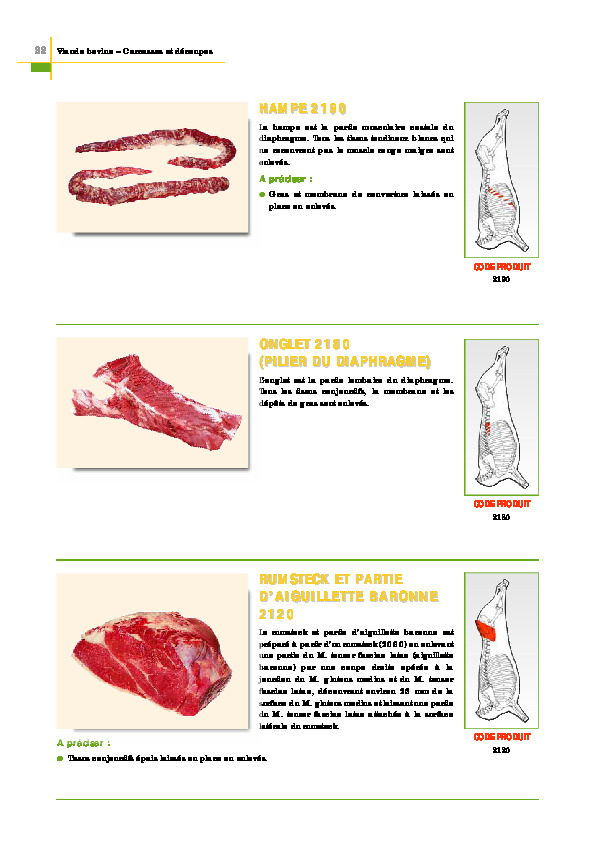 22 Viande bovine – Carcasses et découpes
HAMPE 2190
La hampe est la partie musculaire costale du
diaphragme. Tous les tissus tendineux blancs qui
ne recouvrent pas le muscle rouge maigre sont
enlevés.
A préciser :
● Gras et membrane de couverture laissés en
place ou enlevés.
CODE PRODUIT
2190
ONGLET 2180
(PILIER DU DIAPHRAGME)
L'onglet est la partie lombaire du diaphragme.
Tous les tissus conjonctifs, la membrane et les
dépôts de gras sont enlevés.
CODE PRODUIT
2180
RUMSTECK ET PARTIE
D'AIGUILLETTE BARONNE
2120
Le rumsteck et partie d'aiguillette baronne est
préparé à partir d'un rumsteck (2090) en enlevant
une partie du M. tensor fasciae latae (aiguillette
baronne) par une coupe droite opérée à la
jonction du M. gluteus medius et du M. tensor
fasciae latae, découvrant environ 25 mm de la
surface du M. gluteus medius et laissant une partie
du M. tensor fasciae latae attachée à la surface
latérale du rumsteck.
CODE PRODUIT
2120
A préciser :
● Tissus conjonctifs épais laissés en place ou enlevés.